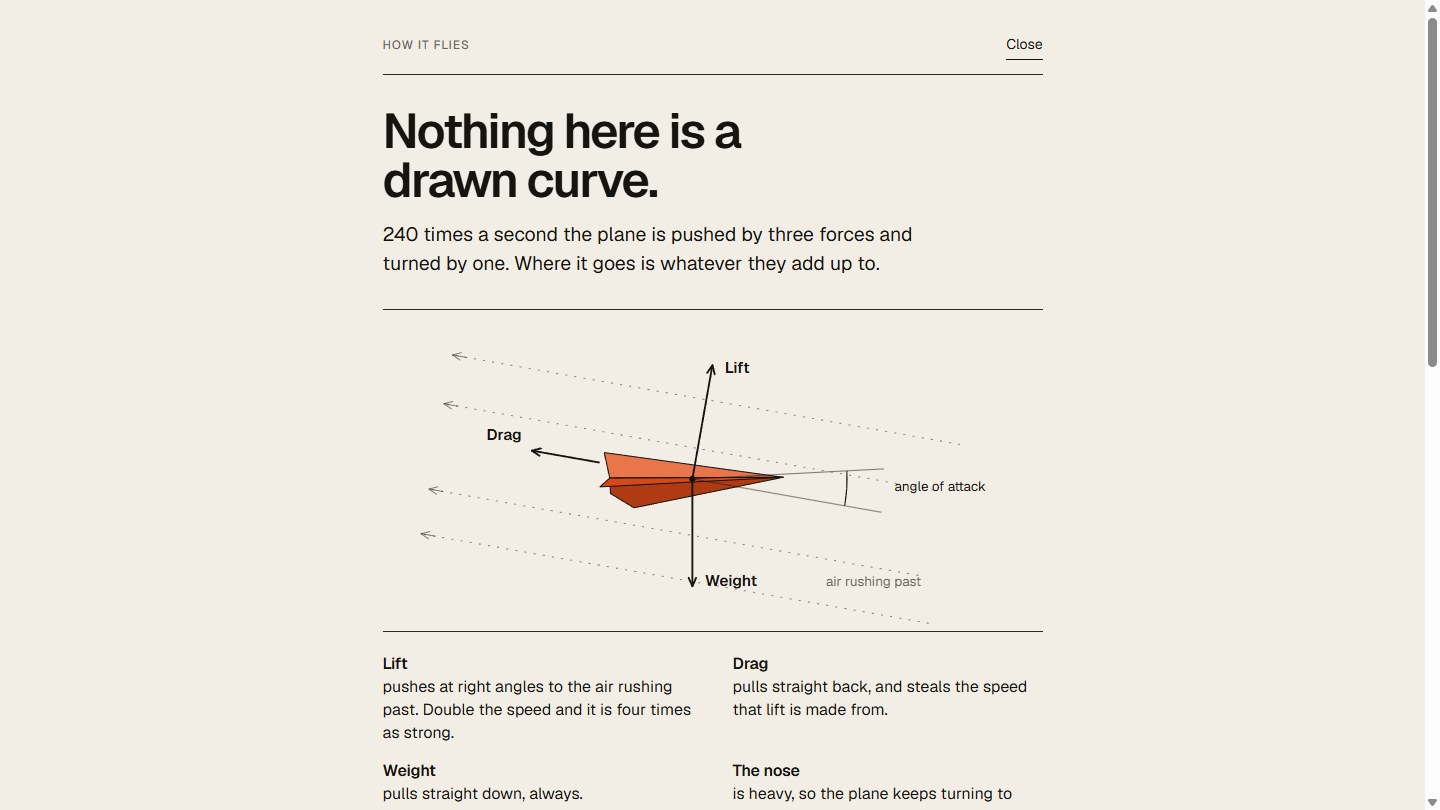 HOW IT FLIES
Close
Nothing here is a
drawn curve.
240 times a second the plane is pushed by three forces and
turned by one. Where it goes is whatever they add up to.
Lift
Drag
angle of attack
Weight
air rushing past
Lift
pushes at right angles to the air rushing
past. Double the speed and it is four times
as strong.
Drag
pulls straight back, and steals the speed
that lift is made from.
Weight
pulls straight down, always.
The nose
is heavy, so the plane keeps turning to